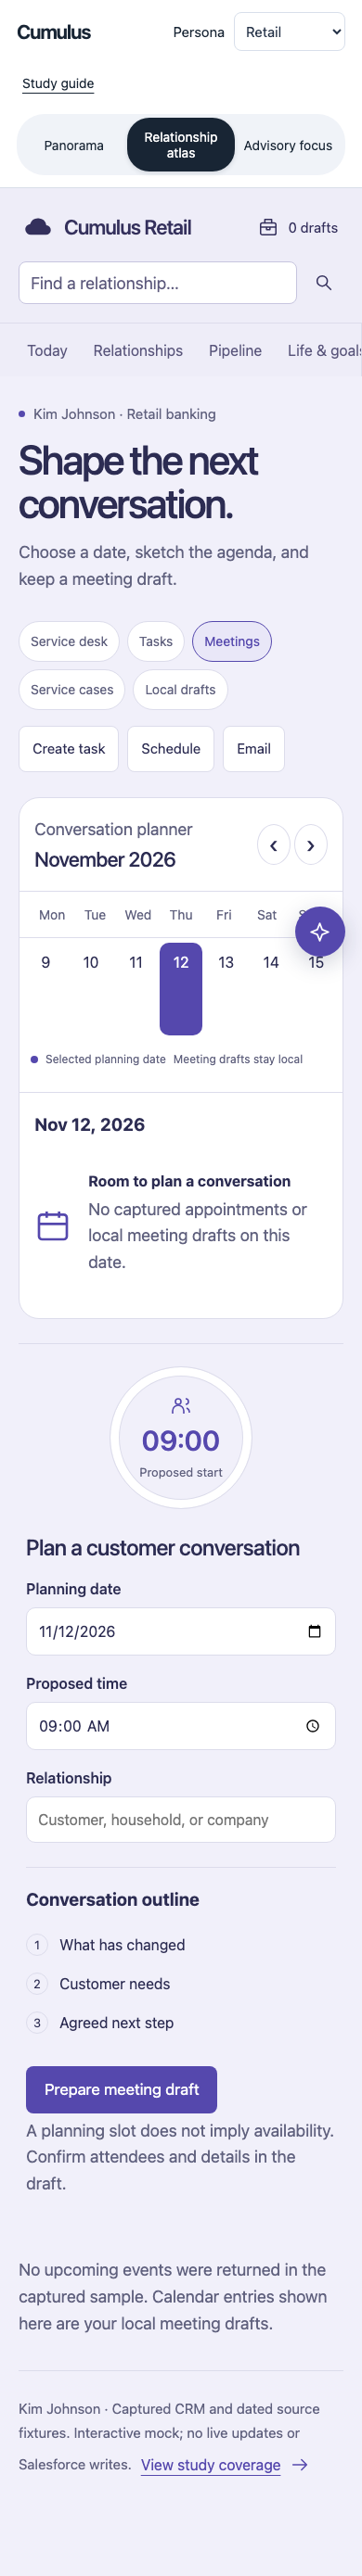 Cumulus
Persona Retail
Study guide
Panorama
Relationship
atlas
Advisory focus
Cumulus Retail
0 drafts
Find a relationship...
Today Relationships Pipeline Life & goals
Kim Johnson · Retail banking
Shape the next
conversation.
Choose a date, sketch the agenda, and
keep a meeting draft.
Service desk Tasks Meetings
Service cases Local drafts
Create task Schedule Email
Conversation planner
November 2026
Mon Tue Wed Thu Fri Sat
9 10 11 12 13 14 15
Selected planning date Meeting drafts stay local
Nov 12, 2026
Room to plan a conversation
No captured appointments or
local meeting drafts on this
date.
09:00
Proposed start
Plan a customer conversation
Planning date
11/12/2026
Proposed time
09:00 AM
Relationship
Customer, household, or company
Conversation outline
1 What has changed
2 Customer needs
3 Agreed next step
Prepare meeting draft
A planning slot does not imply availability.
Confirm attendees and details in the
draft.
No upcoming events were returned in the
captured sample. Calendar entries shown
here are your local meeting drafts.
Kim Johnson · Captured CRM and dated source
fixtures. Interactive mock; no live updates or
Salesforce writes. View study coverage